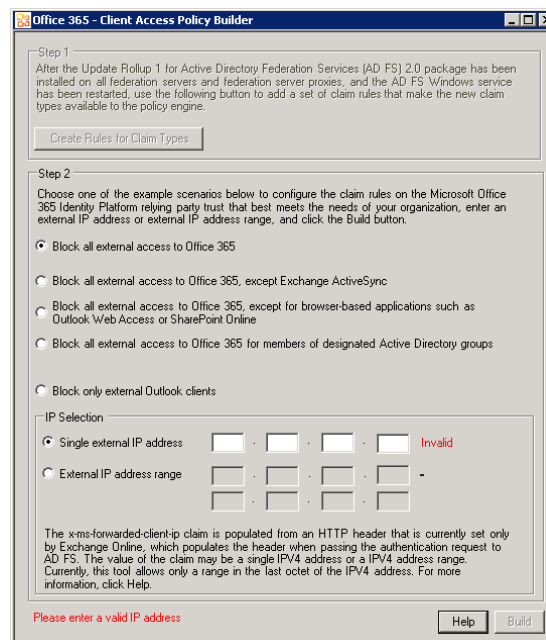 Office 365 - Client Access Policy Builder
Step 1
After the Update Rollup 1 for Active Directory Federation Services (AD FS) 2.0 package has been
installed on all federation servers and federation server proxies, and the AD FS Windows service
has been restarted, use the following button to add a set of claim rules that make the new claim
types available to the policy engine.
Create Rules for Claim Types
Step 2
Choose one of the example scenarios below to configure the claim rules on the Microsoft Office
365 Identity Platform relying party trust that best meets the needs of your organization, enter an
external IP address or external IP address range, and click the Build button.
Block all external access to Office 365
Block all external access to Office 365, except Exchange ActiveSync
Block all external access to Office 365, except for browser-based applications such as
Outlook Web Access or SharePoint Online
Block all external access to Office 365 for members of designated Active Directory groups
Block only external Outlook clients
IP Selection
Single external IP address . . . Invalid
External IP address range . . . -
. . .
The x-ms-forwarded-client-ip claim is populated from an HTTP header that is currently set only
by Exchange Online, which populates the header when passing the authentication request to
AD FS. The value of the claim may be a single IPV4 address or a IPV4 address range.
Currently, this tool allows only a range in the last octet of the IPV4 address. For more
information, click Help.
Please enter a valid IP address
Help
Build